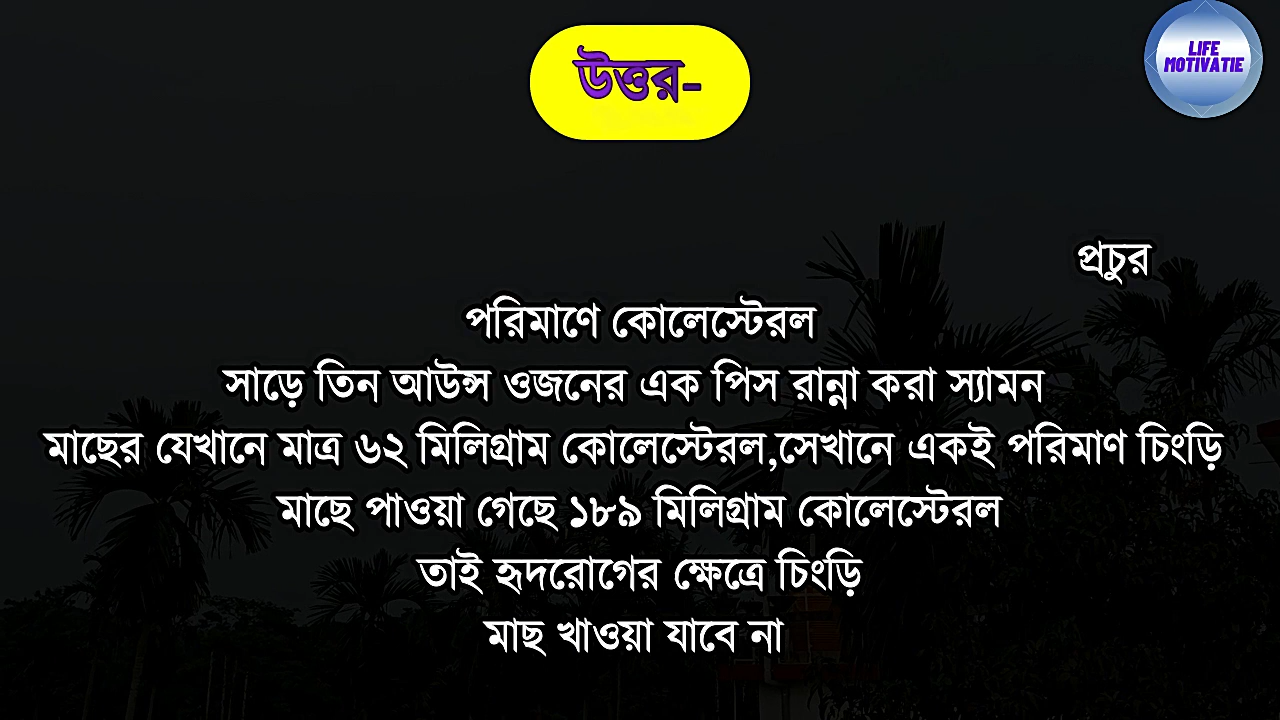 উত্তর-
LIFE
MOTIVATIE
প্রচুর
পরিমাণে কোলেস্টেরল
সাড়ে তিন আউন্স ওজনের এক পিস রান্না করা স্যামন
মাছের যেখানে মাত্র ৬২ মিলিগ্রাম কোলেস্টেরল,সেখানে একই পরিমাণ চিংড়ি
মাছে পাওয়া গেছে ১৮৯ মিলিগ্রাম কোলেস্টেরল
তাই হৃদরোগের ক্ষেত্রে চিংড়ি
মাছ খাওয়া যাবে না